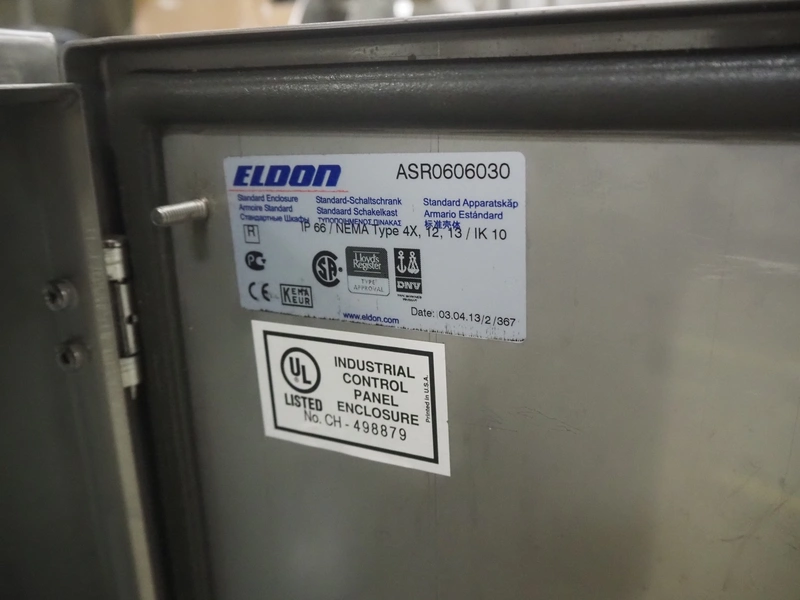 ELDON ASR0606030
Standard Enclosure Standard-Schaltschrank Standard Apparatskåp
Armoire Standard Standaard Schakelkast Armario Estándard
Стандартные Шкафы ΤΥΠΟΠΟΙΗΜΕΝΟΣ ΠΙΝΑΚΑΣ 标准壳体
IP 66 / NEMA Type 4X, 12, 13 / IK 10
R
PC
SA
Lloyd's
Register
TYPE
APPROVAL
DNV
CE
KEMA
KEUR
www.eldon.com
Date: 03.04.13/2/367
UL
LISTED
INDUSTRIAL
CONTROL
PANEL
ENCLOSURE
No. CH - 498879
Printed in U.S.A.